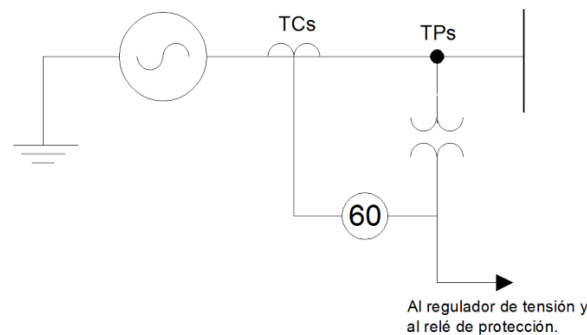 TCs
TPs
60
Al regulador de tensión y
al relé de protección.